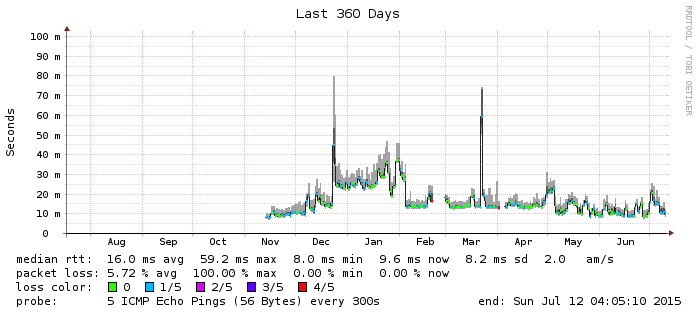 Last 360 Days
RRDTOOL / TOBI OETIKER
Seconds
100 m
90 m
80 m
70 m
60 m
50 m
40 m
30 m
20 m
10 m
0
Aug Sep Oct Nov Dec Jan Feb Mar Apr May Jun
median rtt: 16.0 ms avg 59.2 ms max 8.0 ms min 9.6 ms now 8.2 ms sd 2.0 am/s
packet loss: 5.72 % avg 100.00 % max 0.00 % min 0.00 % now
loss color: 0 1/5 2/5 3/5 4/5
probe: 5 ICMP Echo Pings (56 Bytes) every 300s end: Sun Jul 12 04:05:10 2015